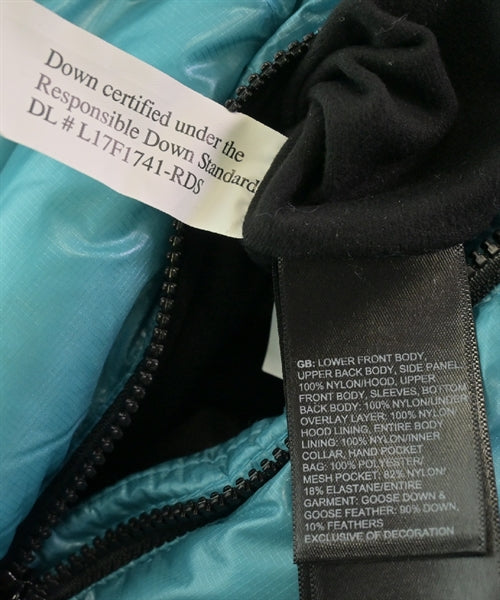 Down certified under the
Responsible Down Standard
DL # L17F1741-RDS
GB: LOWER FRONT BODY,
UPPER BACK BODY, SIDE PANEL:
100% NYLON/HOOD, UPPER
FRONT BODY, SLEEVES, BOTTOM
BACK BODY: 100% NYLON/UNDER
OVERLAY LAYER: 100% NYLON/
HOOD LINING, ENTIRE BODY
LINING: 100% NYLON/INNER
COLLAR, HAND POCKET
BAG: 100% POLYESTER/
MESH POCKET: 82% NYLON/
18% ELASTANE/ENTIRE
GARMENT: GOOSE DOWN &
GOOSE FEATHER: 90% DOWN,
10% FEATHERS
EXCLUSIVE OF DECORATION